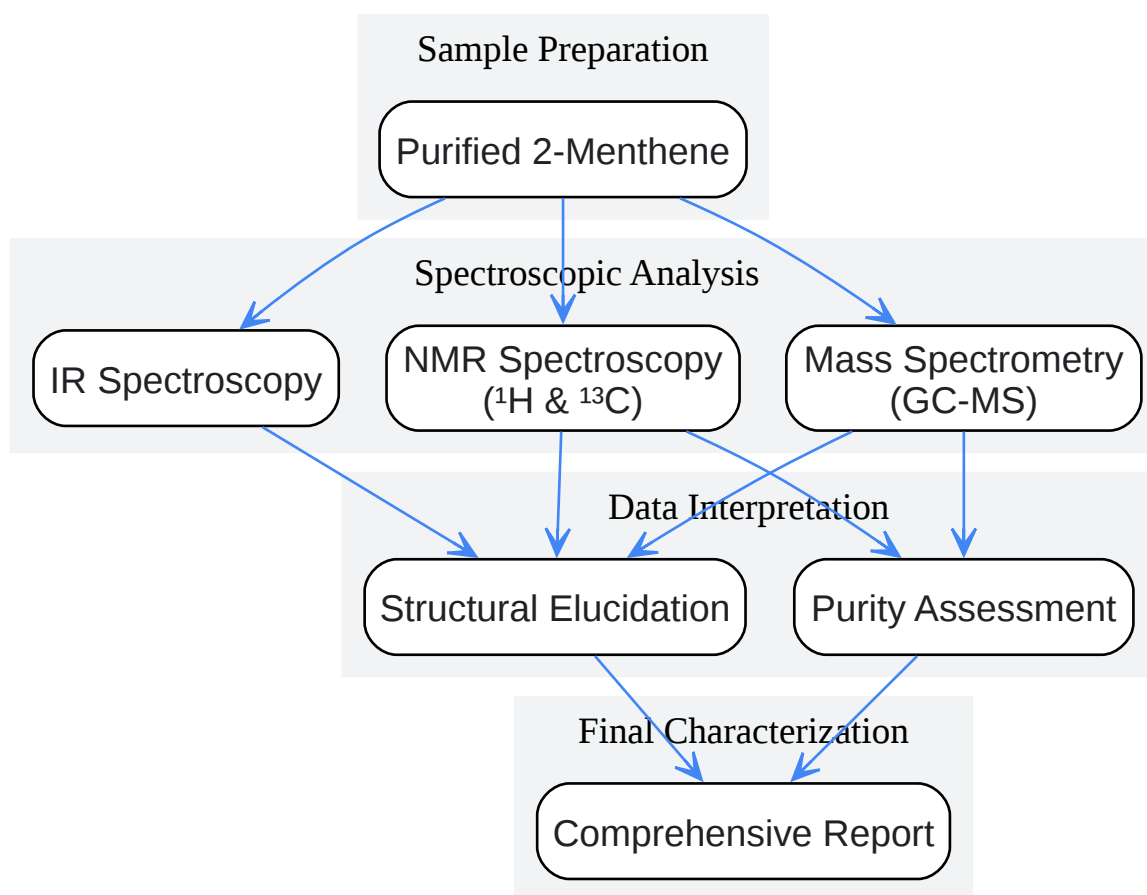 Sample Preparation
Purified 2-Menthene
Spectroscopic Analysis
IR Spectroscopy
NMR Spectroscopy
(¹H & ¹³C)
Mass Spectrometry
(GC-MS)
Data Interpretation
Structural Elucidation
Purity Assessment
Final Characterization
Comprehensive Report